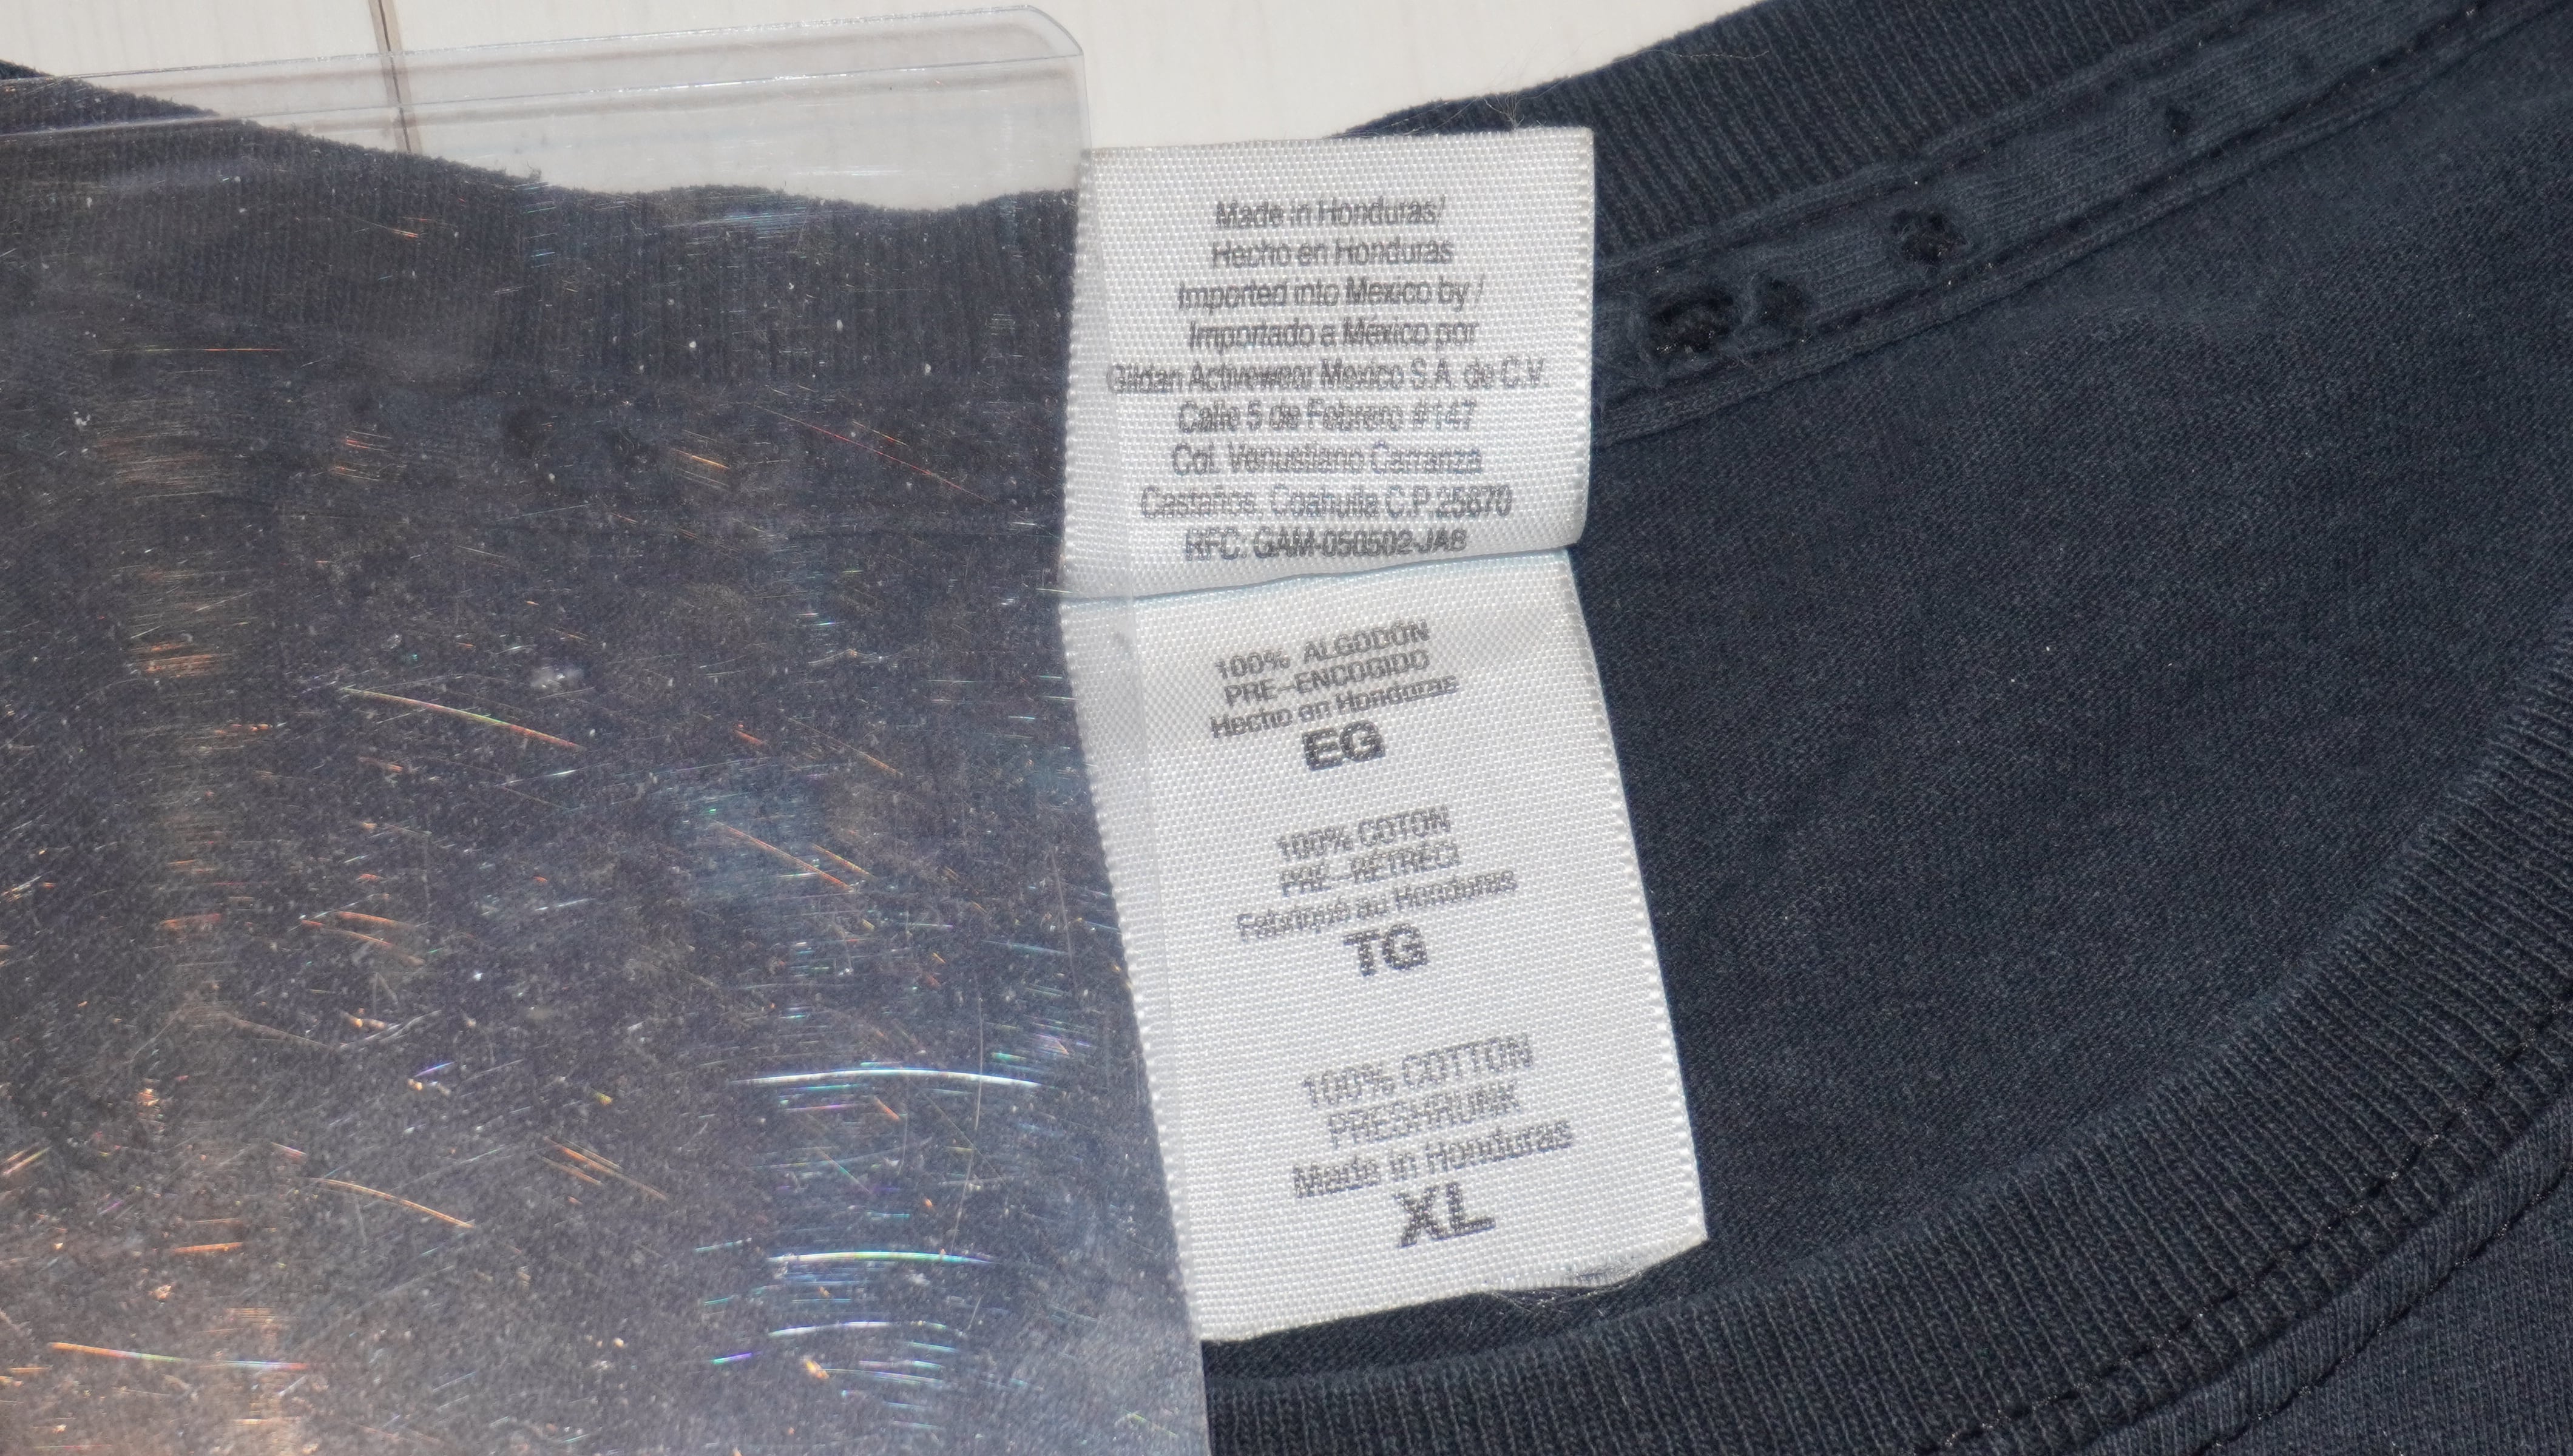 Made in Honduras/
Hecho en Honduras
Imported into Mexico by /
Importado a México por
Gildan Activewear Mexico S.A. de C.V.
Calle 5 de Febrero #147
Col. Venustiano Carranza
Castaños, Coahuila C.P.25870
RFC: GAM-050502-JA8
100% ALGODÓN
PRE-ENCOGIDO
Hecho en Honduras
EG
100% COTON
PRÉ-RÉTRÉCI
Fabriqué au Honduras
TG
100% COTTON
PRESHRUNK
Made in Honduras
XL